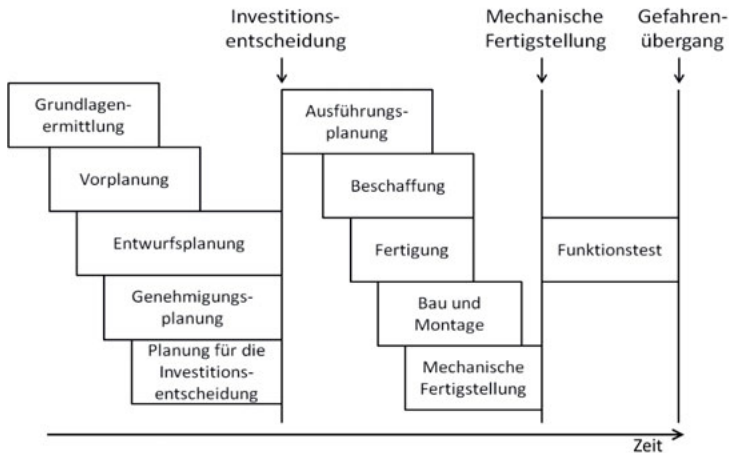 Investitions-
entscheidung
Mechanische
Fertigstellung
Gefahren-
übergang
Grundlagen-
ermittlung
Vorplanung
Entwurfsplanung
Genehmigungs-
planung
Planung für die
Investitions-
entscheidung
Ausführungs-
planung
Beschaffung
Fertigung
Bau und
Montage
Mechanische
Fertigstellung
Funktionstest
Zeit